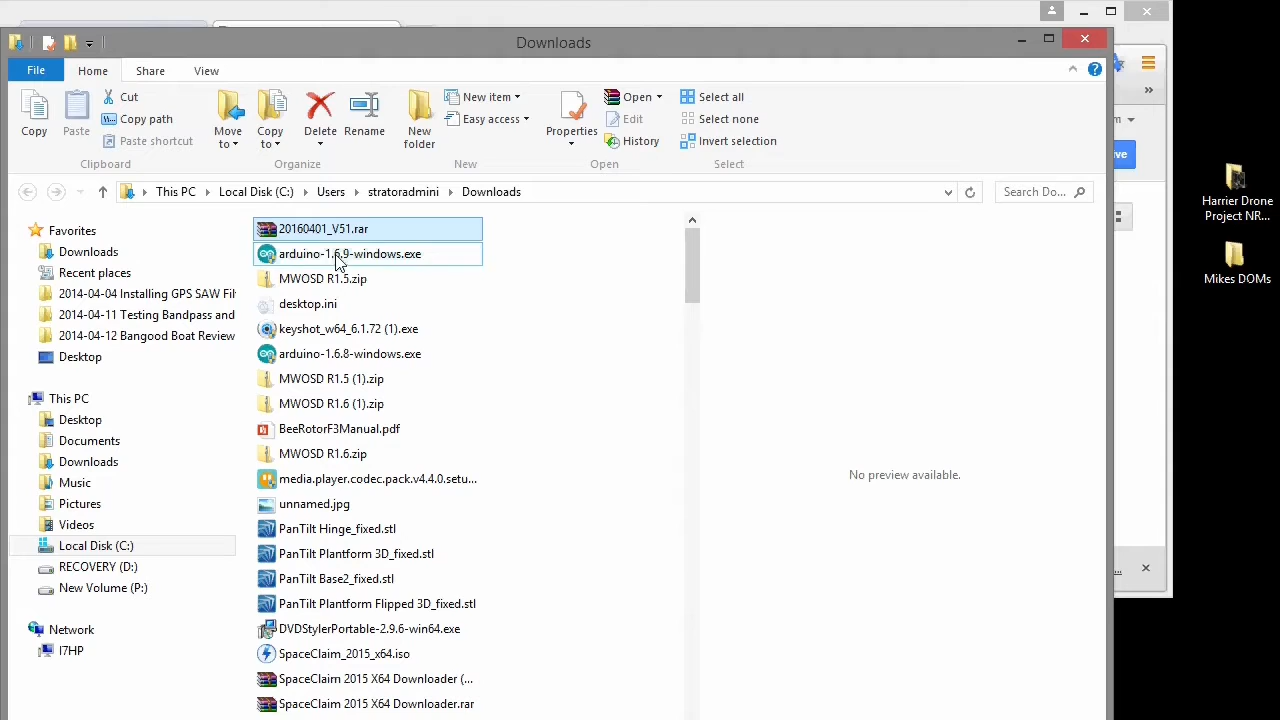 Downloads
File
Home
Share
View
Copy
Paste
Cut
Copy path
Paste shortcut
Clipboard
Move to
Copy to
Delete
Rename
Organize
New folder
New item
Easy access
New
Properties
Open
Edit
History
Open
Select all
Select none
Invert selection
Select
This PC
Local Disk (C:)
Users
stratoradmini
Downloads
Search Do...
Favorites
Downloads
Recent places
2014-04-04 Installing GPS SAW Fil
2014-04-11 Testing Bandpass and
2014-04-12 Bangood Boat Review
Desktop
This PC
Desktop
Documents
Downloads
Music
Pictures
Videos
Local Disk (C:)
RECOVERY (D:)
New Volume (P:)
Network
I7HP
20160401_V51.rar
arduino-1.6.9-windows.exe
MWOSD R1.5.zip
desktop.ini
keyshot_w64_6.1.72 (1).exe
arduino-1.6.8-windows.exe
MWOSD R1.5 (1).zip
MWOSD R1.6 (1).zip
BeeRotorF3Manual.pdf
MWOSD R1.6.zip
media.player.codec.pack.v4.4.0.setu...
unnamed.jpg
PanTilt Hinge_fixed.stl
PanTilt Plantform 3D_fixed.stl
PanTilt Base2_fixed.stl
PanTilt Plantform Flipped 3D_fixed.stl
DVDStylerPortable-2.9.6-win64.exe
SpaceClaim_2015_x64.iso
SpaceClaim 2015 X64 Downloader (...
SpaceClaim 2015 X64 Downloader.rar
No preview available.
Harrier Drone
Project NR...
Mikes DOMs